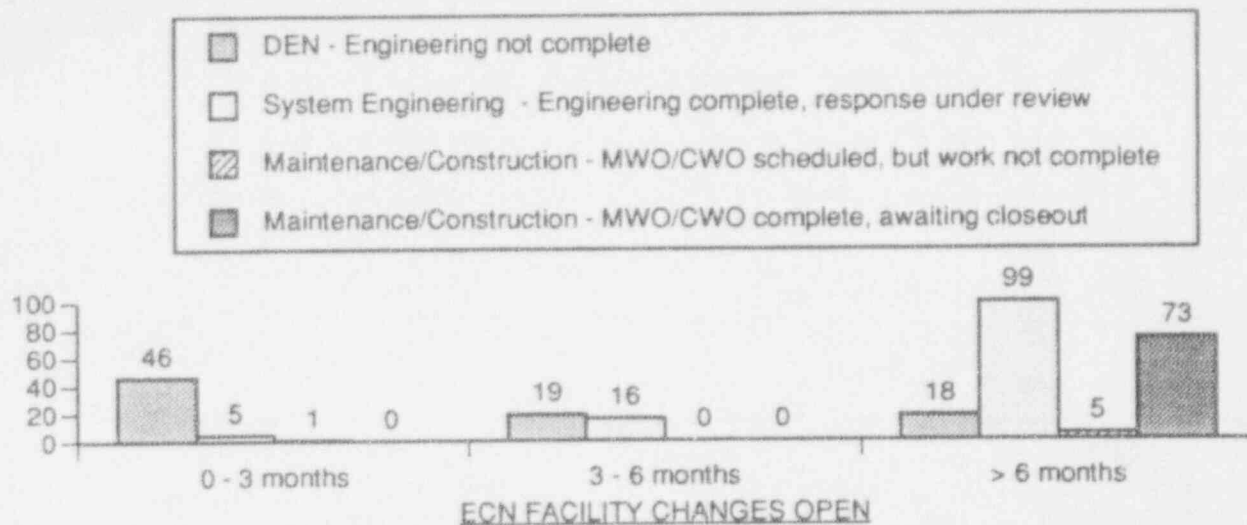 DEN - Engineering not complete
System Engineering - Engineering complete, response under review
Maintenance/Construction - MWO/CWO scheduled, but work not complete
Maintenance/Construction - MWO/CWO complete, awaiting closeout
100
80
60
40
20
0
46
5
1
0
19
16
0
0
18
99
5
73
0 - 3 months
3 - 6 months
> 6 months
ECN FACILITY CHANGES OPEN